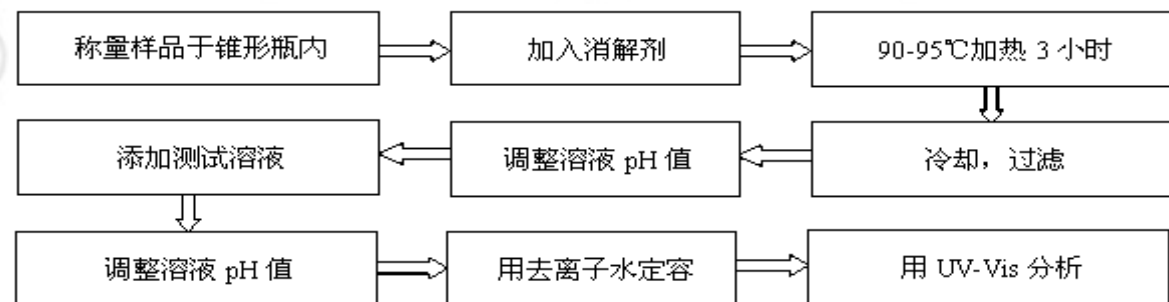 称量样品于锥形瓶内
加入消解剂
90-95℃加热 3 小时
冷却，过滤
调整溶液 pH 值
添加测试溶液
调整溶液 pH 值
用去离子水定容
用 UV-Vis 分析